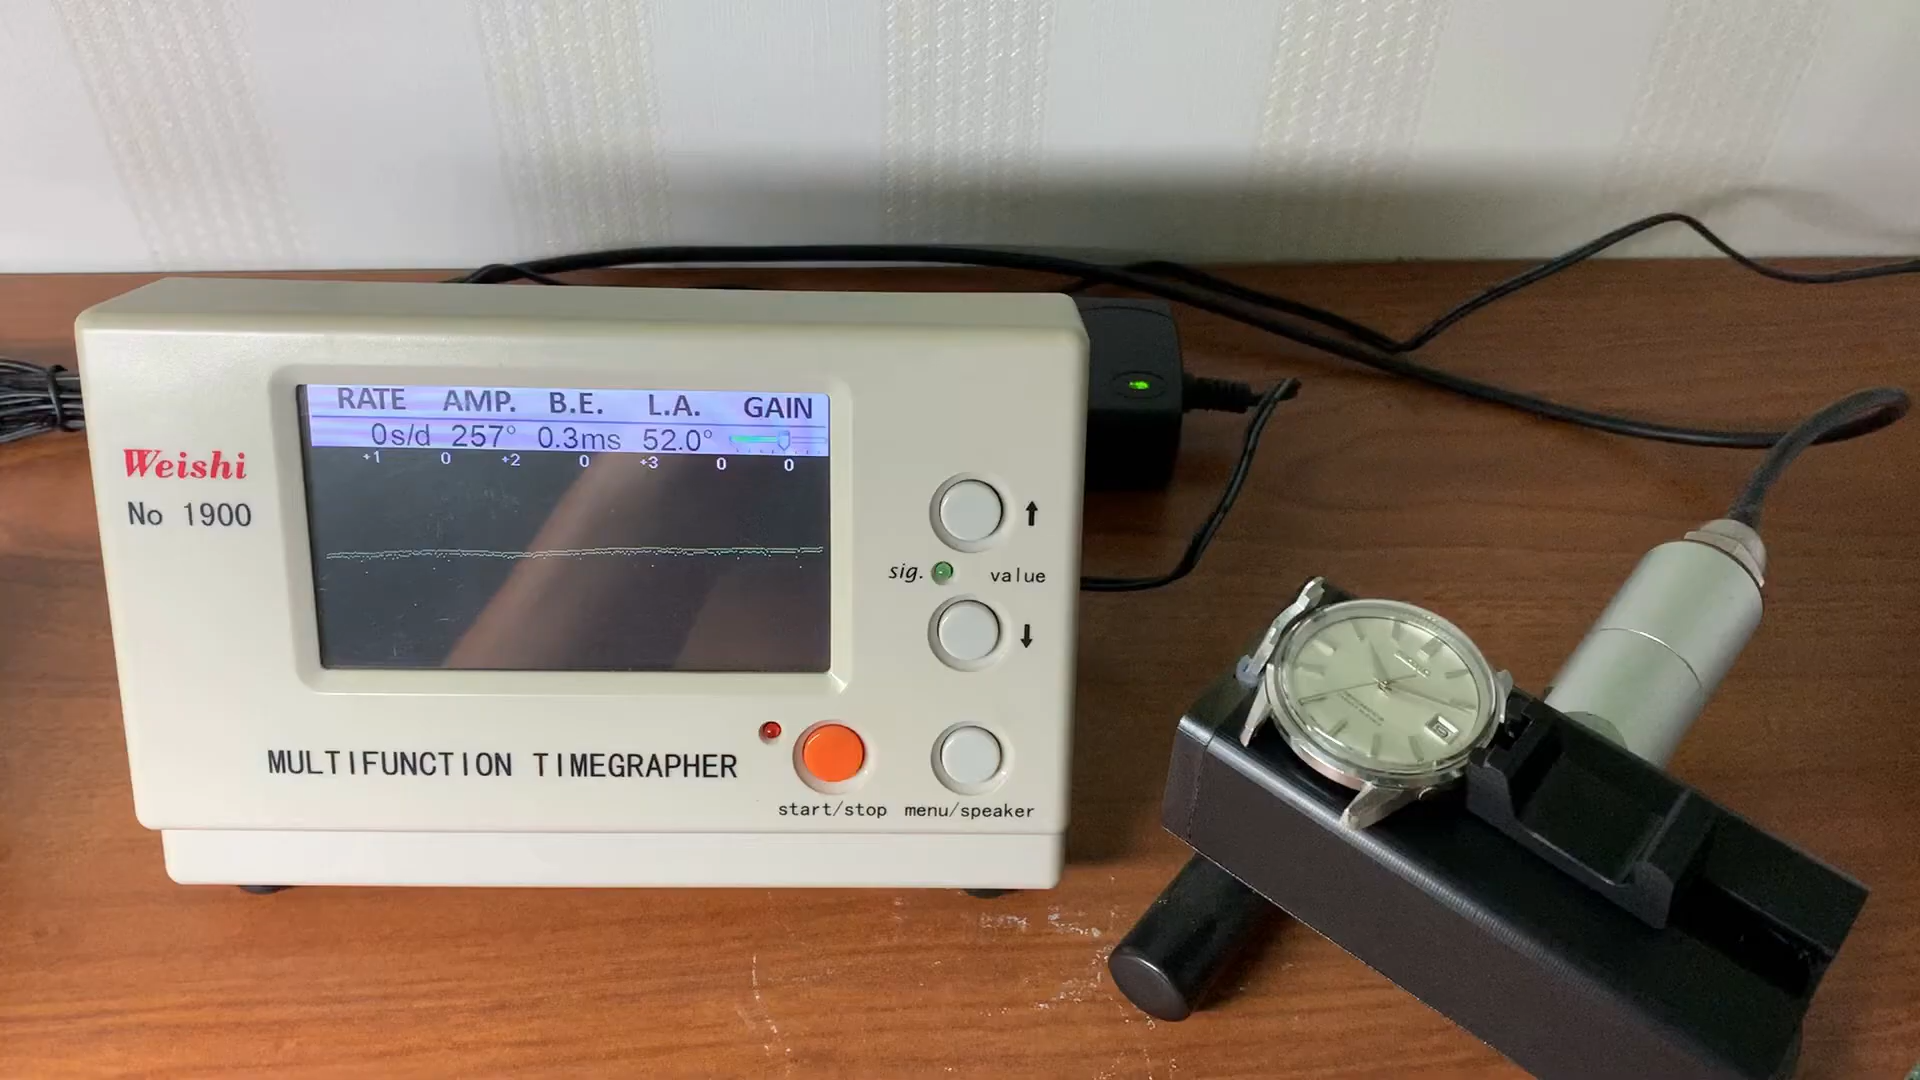 RATE AMP. B.E. L.A. GAIN
0s/d 257° 0.3ms 52.0°
+1 0 +2 0 +3 0 0
Weishi
No 1900
sig. value
MULTIFUNCTION TIMEGRAPHER
start/stop menu/speaker